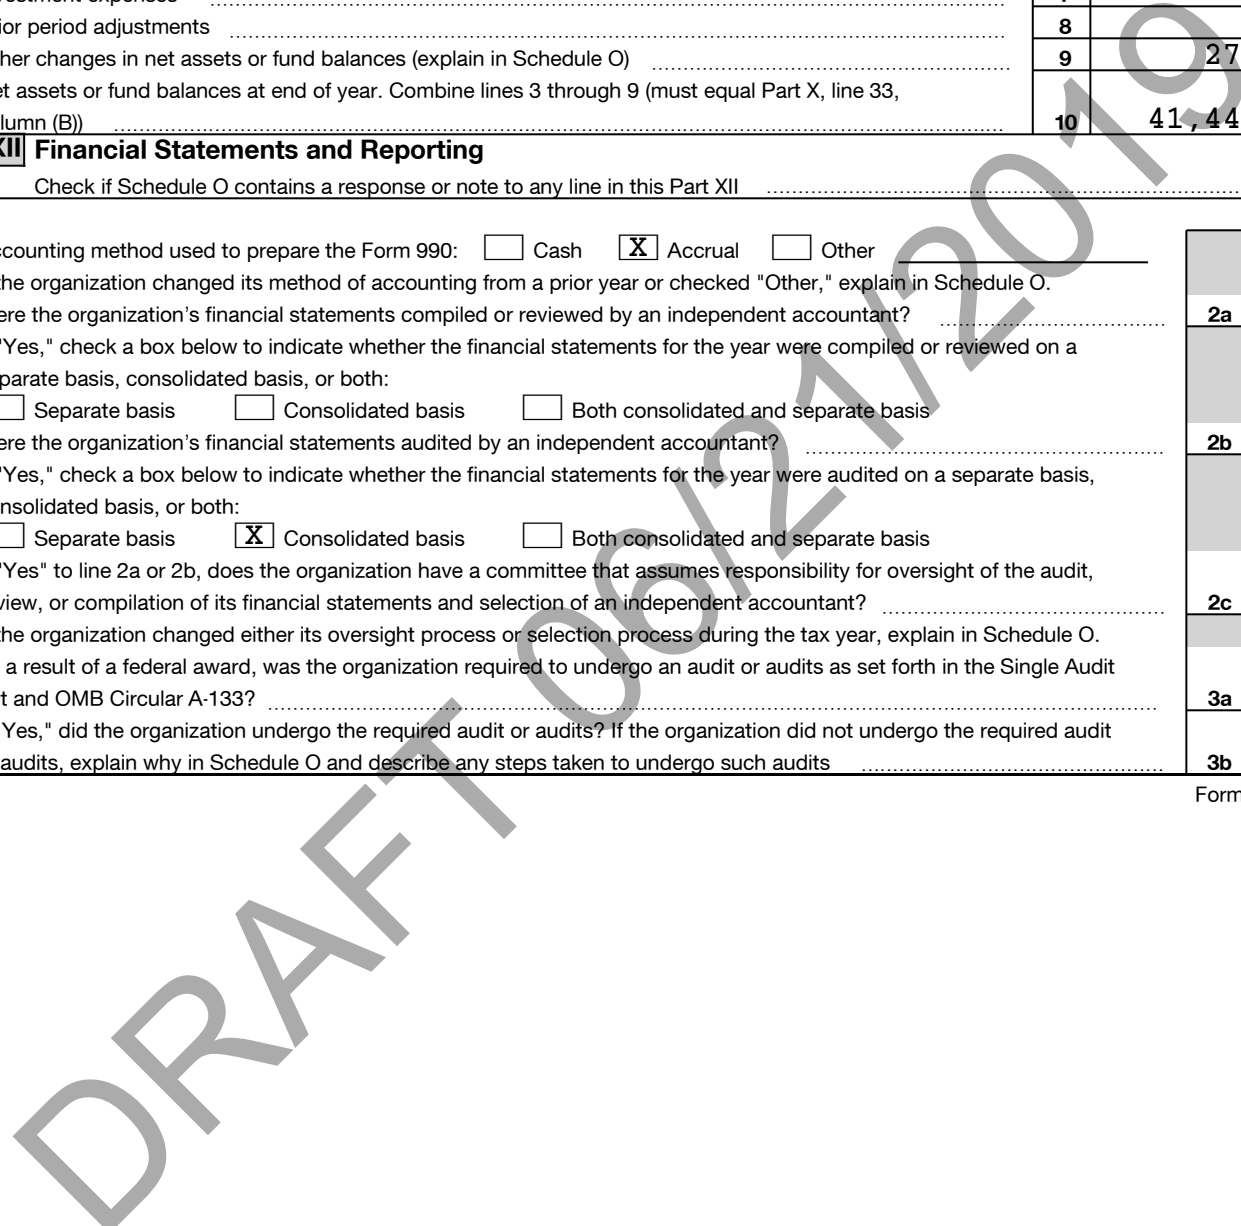 estment expenses
ior period adjustments 8
her changes in net assets or fund balances (explain in Schedule O) 9 27
et assets or fund balances at end of year. Combine lines 3 through 9 (must equal Part X, line 33,
lumn (B)) 10 41,44
XII Financial Statements and Reporting
Check if Schedule O contains a response or note to any line in this Part XII
ccounting method used to prepare the Form 990: Cash X Accrual Other
the organization changed its method of accounting from a prior year or checked "Other," explain in Schedule O.
ere the organization's financial statements compiled or reviewed by an independent accountant? 2a
"Yes," check a box below to indicate whether the financial statements for the year were compiled or reviewed on a
parate basis, consolidated basis, or both:
Separate basis Consolidated basis Both consolidated and separate basis
ere the organization's financial statements audited by an independent accountant? 2b
"Yes," check a box below to indicate whether the financial statements for the year were audited on a separate basis,
nsolidated basis, or both:
Separate basis X Consolidated basis Both consolidated and separate basis
"Yes" to line 2a or 2b, does the organization have a committee that assumes responsibility for oversight of the audit,
view, or compilation of its financial statements and selection of an independent accountant? 2c
the organization changed either its oversight process or selection process during the tax year, explain in Schedule O.
a result of a federal award, was the organization required to undergo an audit or audits as set forth in the Single Audit
t and OMB Circular A-133? 3a
"Yes," did the organization undergo the required audit or audits? If the organization did not undergo the required audit
audits, explain why in Schedule O and describe any steps taken to undergo such audits 3b
Form
DRAFT 06/21/2019